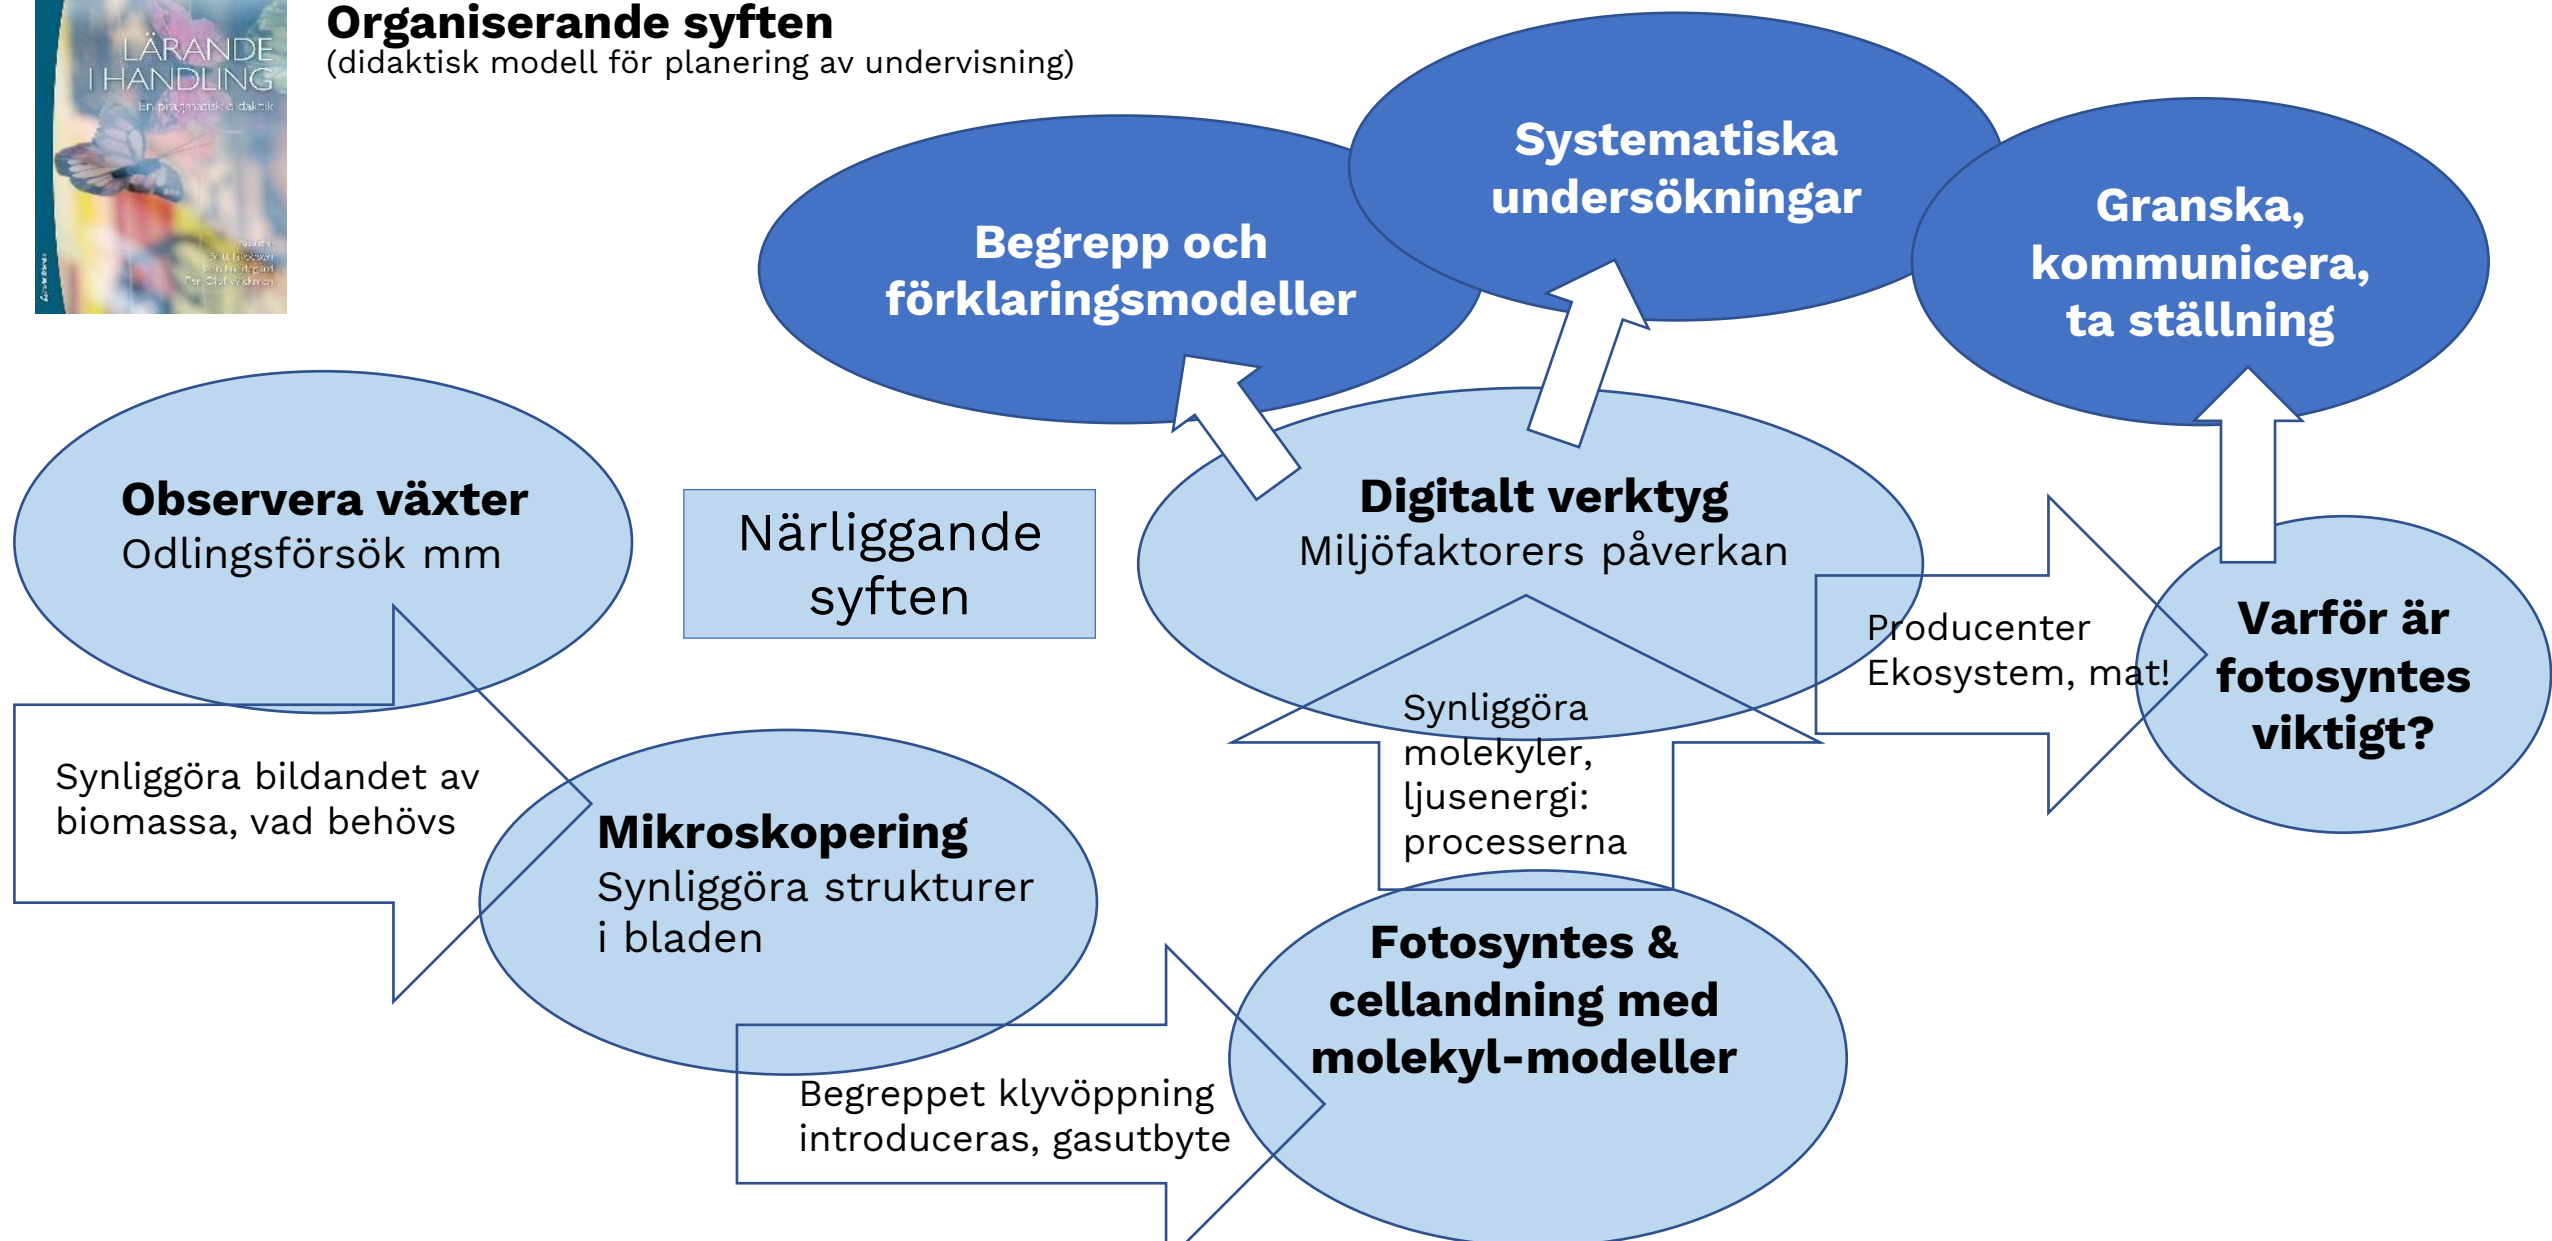 LÄRANDE
I HANDLING
En pragmatisk didaktik
Organiserande syften
(didaktisk modell för planering av undervisning)
Begrepp och
förklaringsmodeller
Systematiska
undersökningar
Granska,
kommunicera,
ta ställning
Observera växter
Odlingsförsök mm
Närliggande
syften
Digitalt verktyg
Miljöfaktorers påverkan
Producenter
Ekosystem, mat!
Varför är
fotosyntes
viktigt?
Synliggöra bildandet av
biomassa, vad behövs
Mikroskopering
Synliggöra strukturer
i bladen
Synliggöra
molekyler,
ljusenergi:
processerna
Begreppet klyvöppning
introduceras, gasutbyte
Fotosyntes &
cellandning med
molekyl-modeller